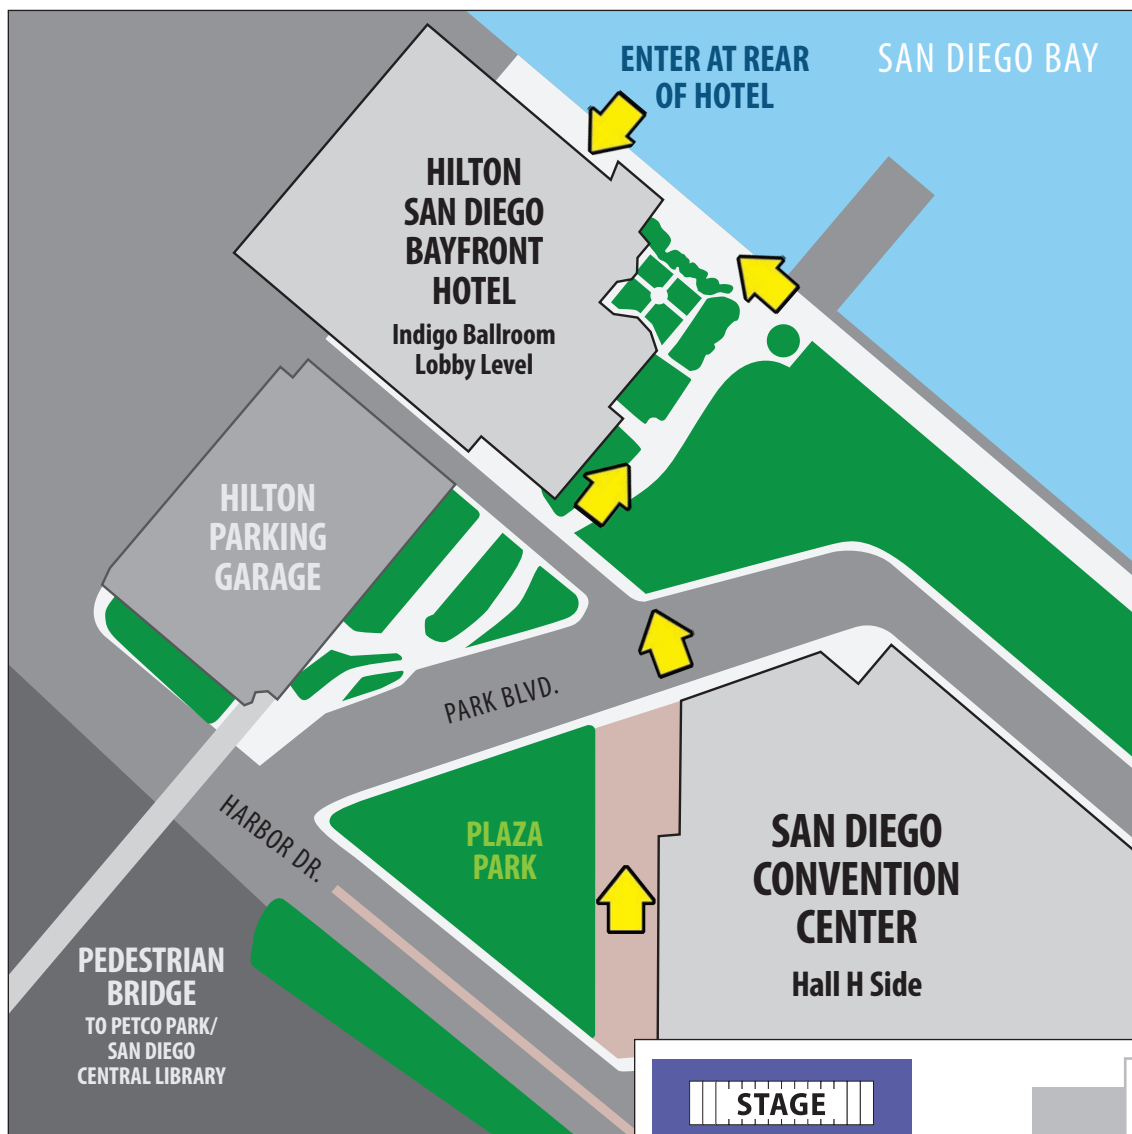 ENTER AT REAR
OF HOTEL
SAN DIEGO BAY
HILTON
SAN DIEGO
BAYFRONT
HOTEL
Indigo Ballroom
Lobby Level
HILTON
PARKING
GARAGE
PARK BLVD.
HARBOR DR.
PLAZA
PARK
SAN DIEGO
CONVENTION
CENTER
Hall H Side
PEDESTRIAN
BRIDGE
TO PETCO PARK/
SAN DIEGO
CENTRAL LIBRARY
STAGE